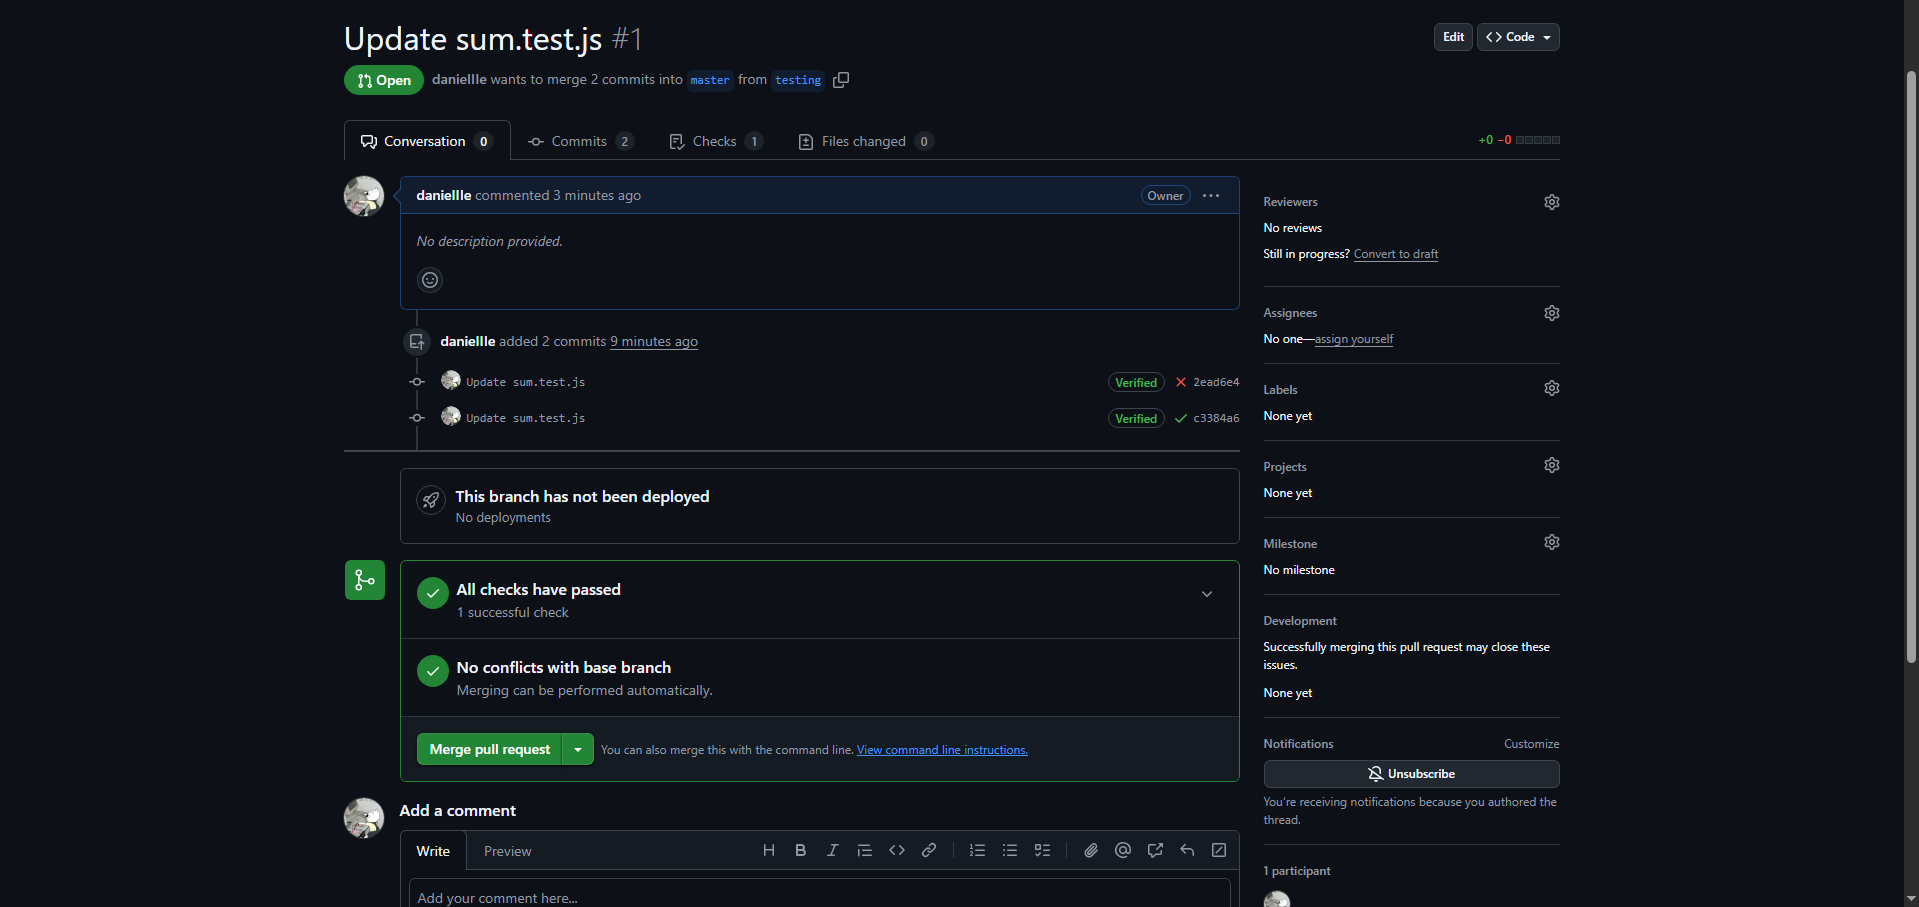 Update sum.test.js #1
Edit
Code
Open
daniellle wants to merge 2 commits into master from testing
Conversation 0
Commits 2
Checks 1
Files changed 0
+0 −0
daniellle commented 3 minutes ago
Owner
No description provided.
daniellle added 2 commits 9 minutes ago
Update sum.test.js
Verified
2ead6e4
Update sum.test.js
Verified
c3384a6
This branch has not been deployed
No deployments
All checks have passed
1 successful check
No conflicts with base branch
Merging can be performed automatically.
Merge pull request
You can also merge this with the command line. View command line instructions.
Add a comment
Write
Preview
Add your comment here...
Reviewers
No reviews
Still in progress? Convert to draft
Assignees
No one—assign yourself
Labels
None yet
Projects
None yet
Milestone
No milestone
Development
Successfully merging this pull request may close these
issues.
None yet
Notifications
Customize
Unsubscribe
You're receiving notifications because you authored the
thread.
1 participant